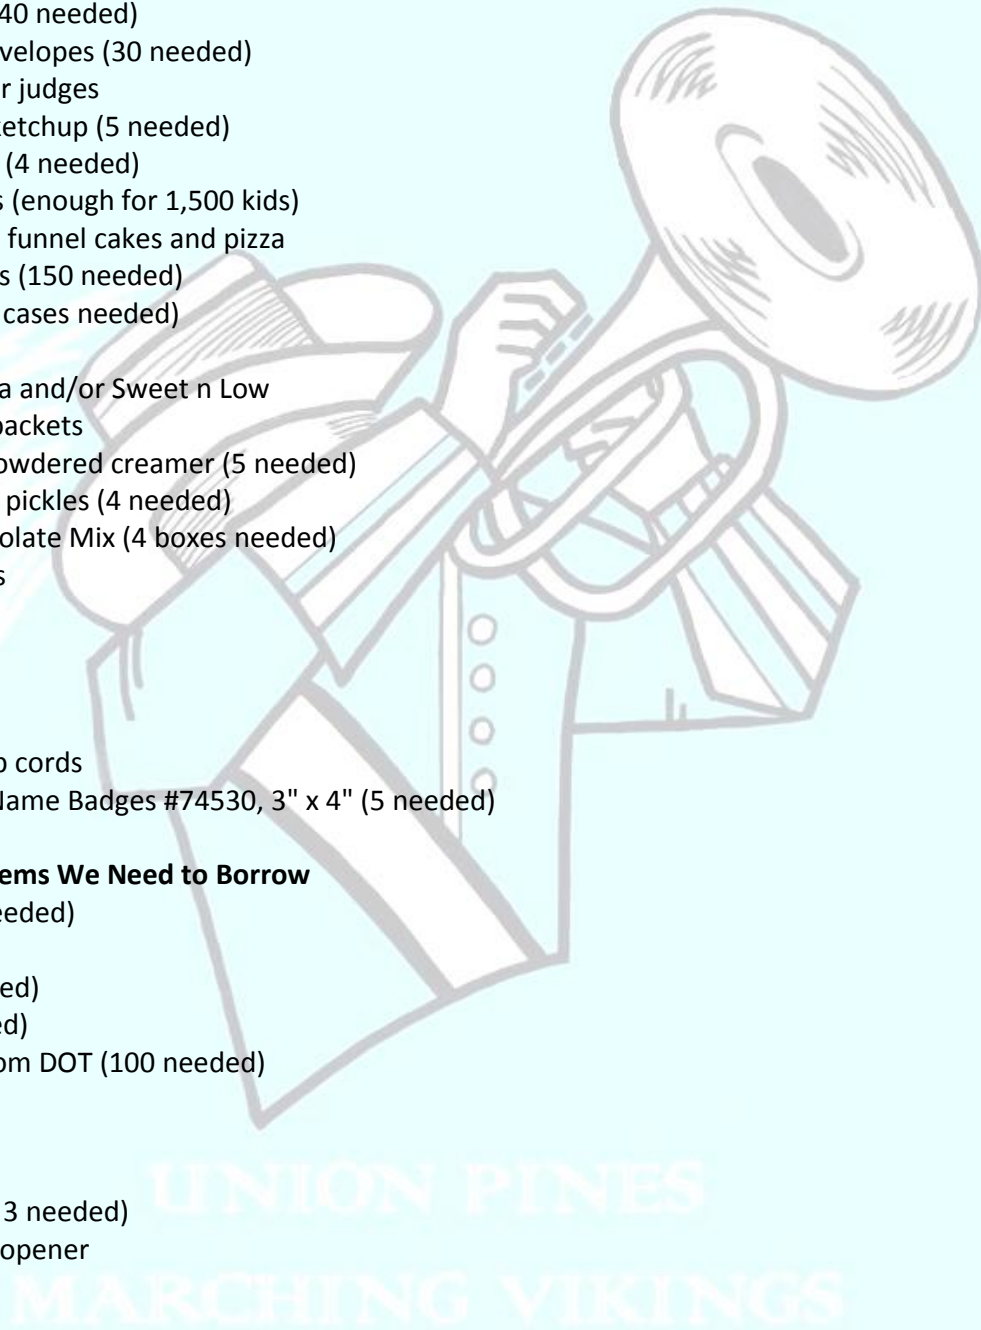 40 needed)
velopes (30 needed)
r judges
etchup (5 needed)
(4 needed)
s (enough for 1,500 kids)
funnel cakes and pizza
s (150 needed)
cases needed)
a and/or Sweet n Low
packets
owdered creamer (5 needed)
pickles (4 needed)
olate Mix (4 boxes needed)
s
p cords
Name Badges #74530, 3" x 4" (5 needed)
ems We Need to Borrow
eeded)
ed)
ed)
om DOT (100 needed)
3 needed)
opener
UNION PINES
MARCHING VIKINGS